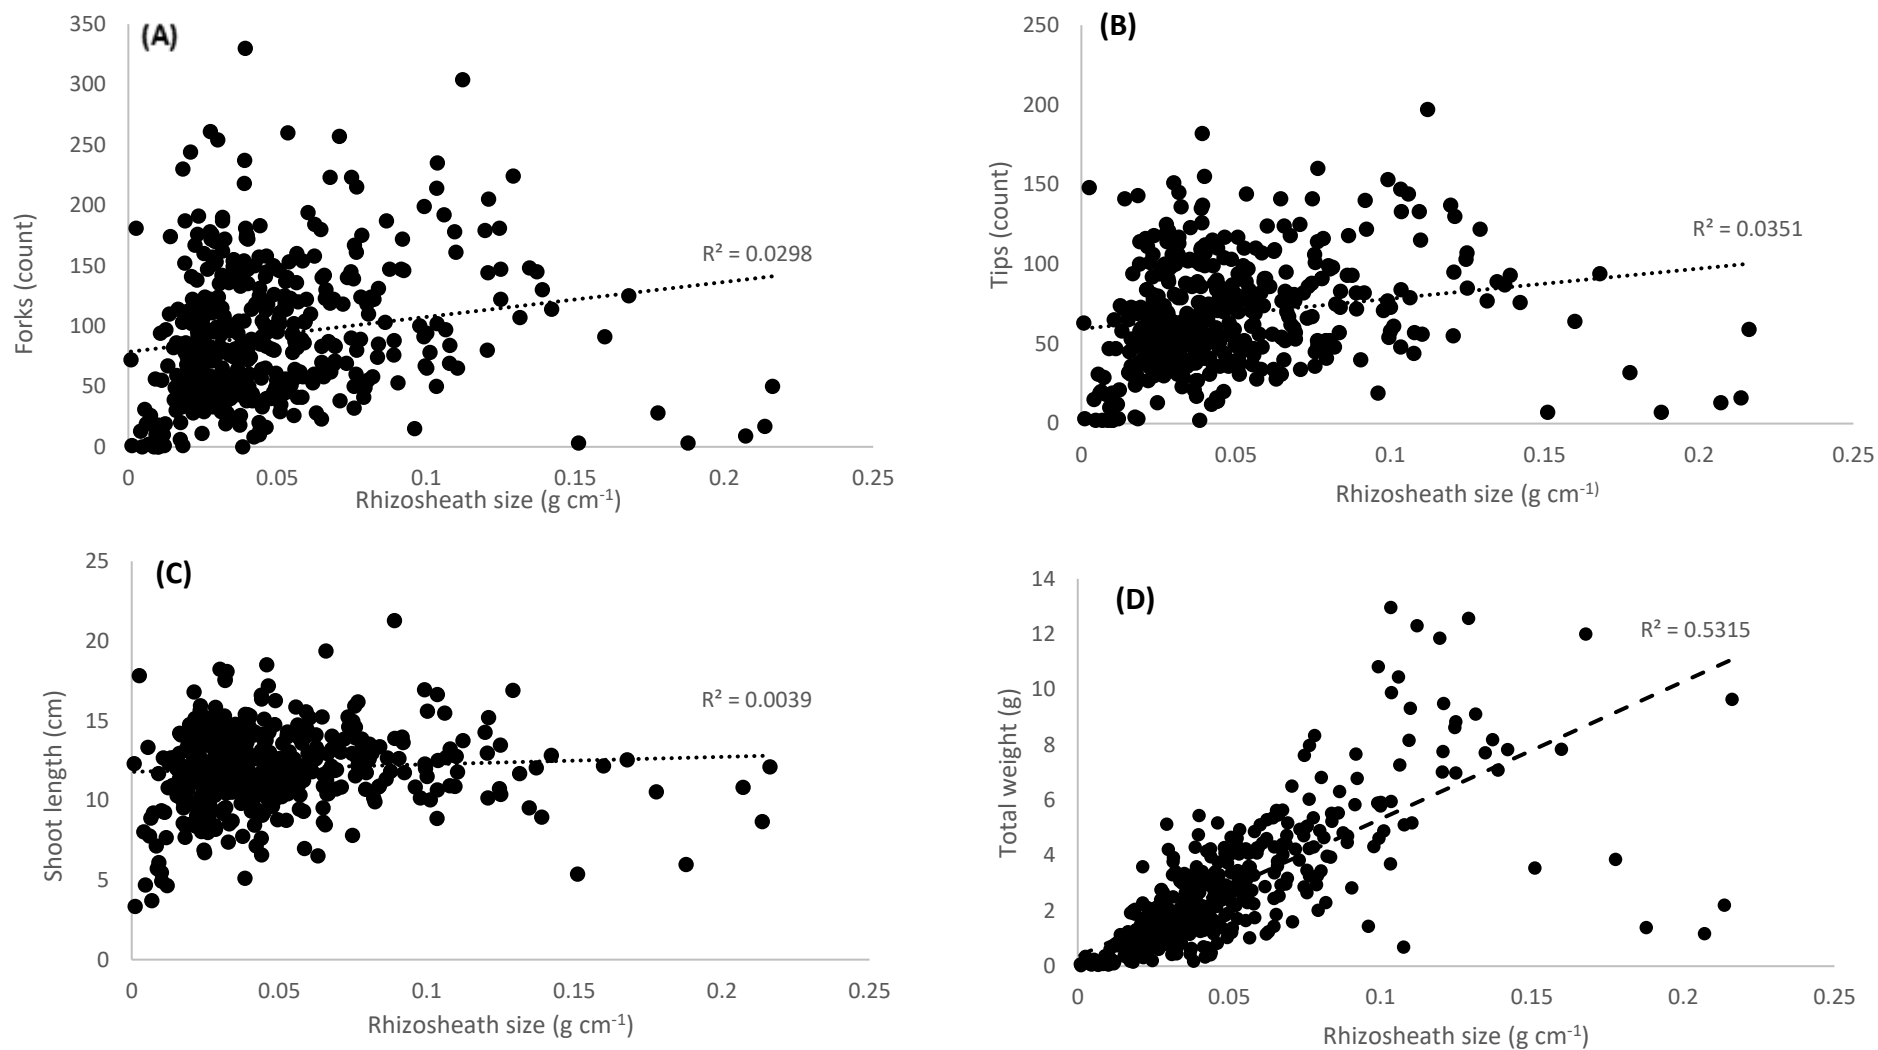 (A)
350
300
250
200
150
100
50
0
Forks (count)
R² = 0.0298
0 0.05 0.1 0.15 0.2 0.25
Rhizosheath size (g cm⁻¹)
(B)
250
200
150
100
50
0
Tips (count)
R² = 0.0351
0 0.05 0.1 0.15 0.2 0.25
Rhizosheath size (g cm⁻¹⁾
(C)
25
20
15
10
5
0
Shoot length (cm)
R² = 0.0039
0 0.05 0.1 0.15 0.2 0.25
Rhizosheath size (g cm⁻¹)
(D)
14
12
10
8
6
4
2
0
Total weight (g)
R² = 0.5315
0 0.05 0.1 0.15 0.2 0.25
Rhizosheath size (g cm⁻¹)